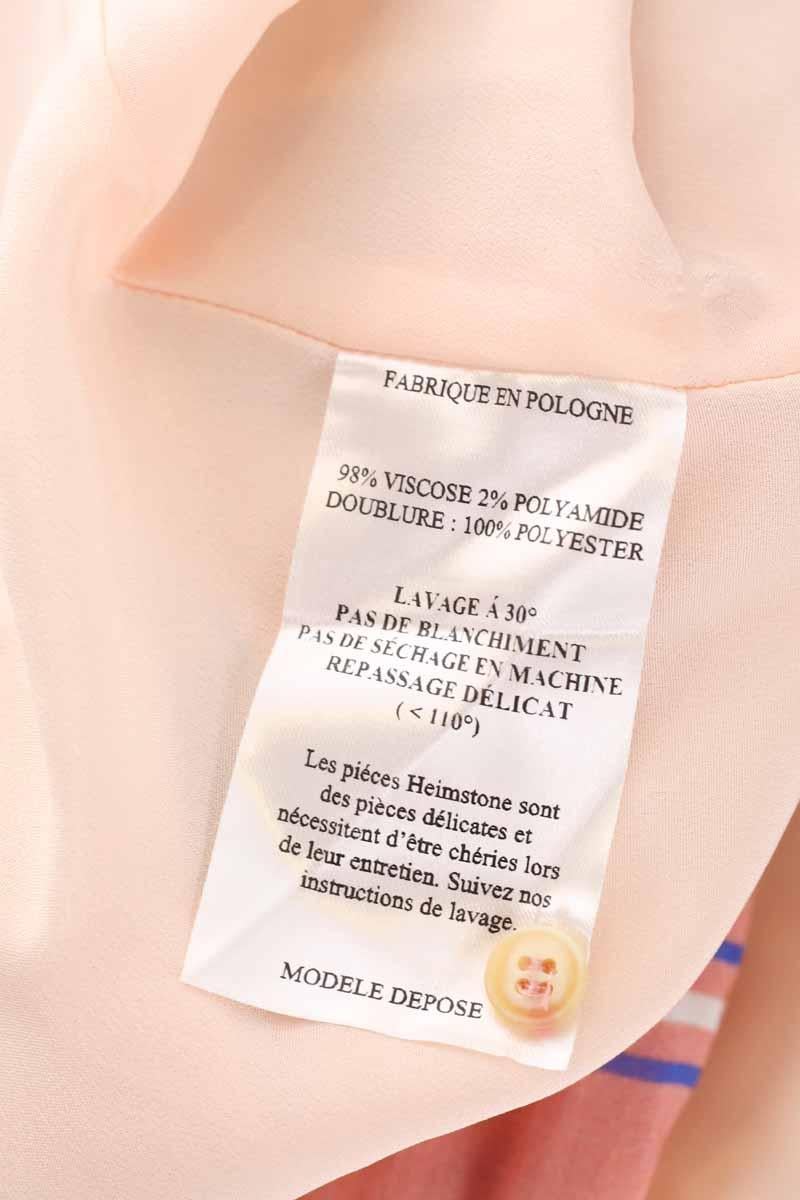 FABRIQUE EN POLOGNE
98% VISCOSE 2% POLYAMIDE
DOUBLURE : 100% POLYESTER
LAVAGE Á 30°
PAS DE BLANCHIMENT
PAS DE SÉCHAGE EN MACHINE
REPASSAGE DÉLICAT
( < 110°)
Les piéces Heimstone sont
des pièces délicates et
nécessitent d’être chéries lors
de leur entretien. Suivez nos
instructions de lavage.
MODELE DEPOSE